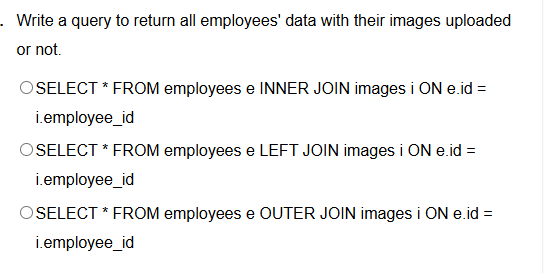 . Write a query to return all employees' data with their images uploaded
or not.
SELECT * FROM employees e INNER JOIN images i ON e.id =
i.employee_id
SELECT * FROM employees e LEFT JOIN images i ON e.id =
i.employee_id
SELECT * FROM employees e OUTER JOIN images i ON e.id =
i.employee_id